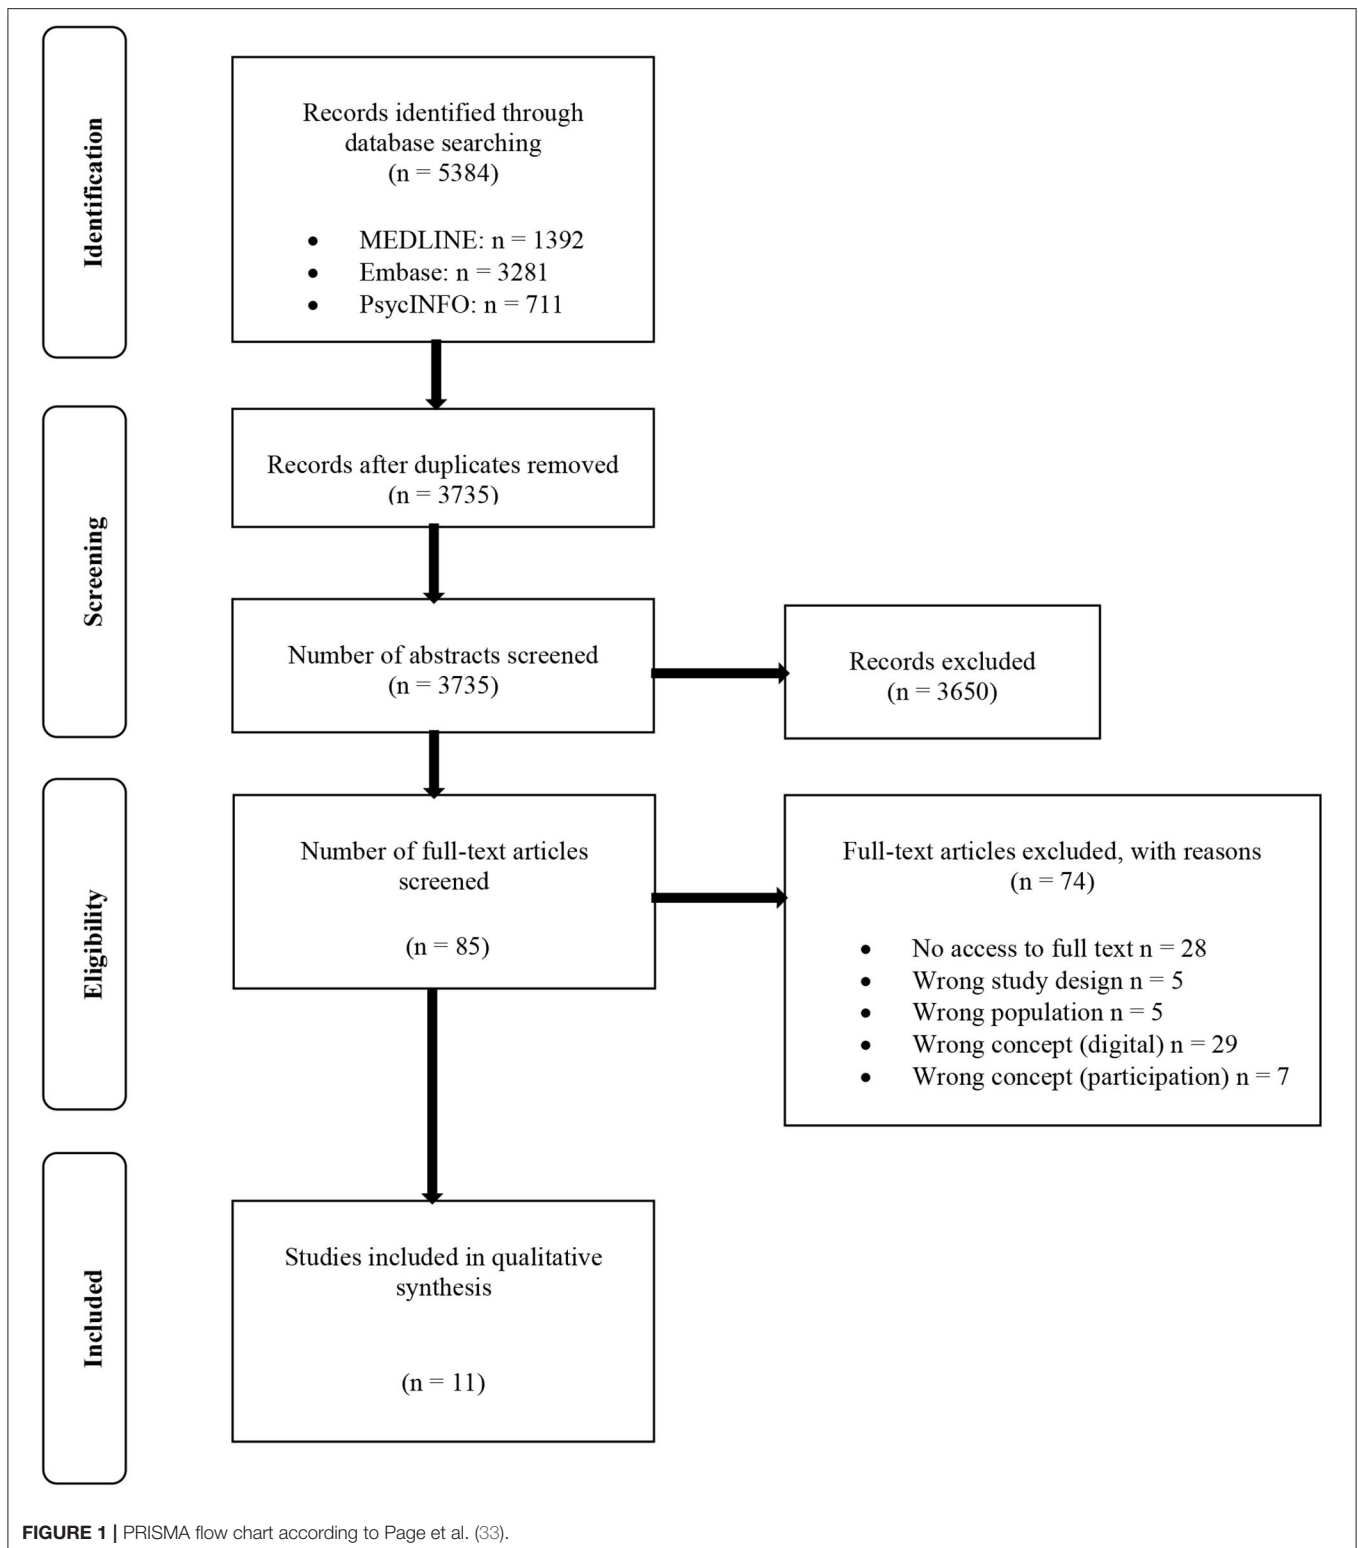 Identification
Records identified through
database searching
(n = 5384)
• MEDLINE: n = 1392
• Embase: n = 3281
• PsycINFO: n = 711
Screening
Records after duplicates removed
(n = 3735)
Number of abstracts screened
(n = 3735)
Records excluded
(n = 3650)
Eligibility
Number of full-text articles
screened
(n = 85)
Full-text articles excluded, with reasons
(n = 74)
• No access to full text n = 28
• Wrong study design n = 5
• Wrong population n = 5
• Wrong concept (digital) n = 29
• Wrong concept (participation) n = 7
Included
Studies included in qualitative
synthesis
(n = 11)
FIGURE 1 | PRISMA flow chart according to Page et al. (33).